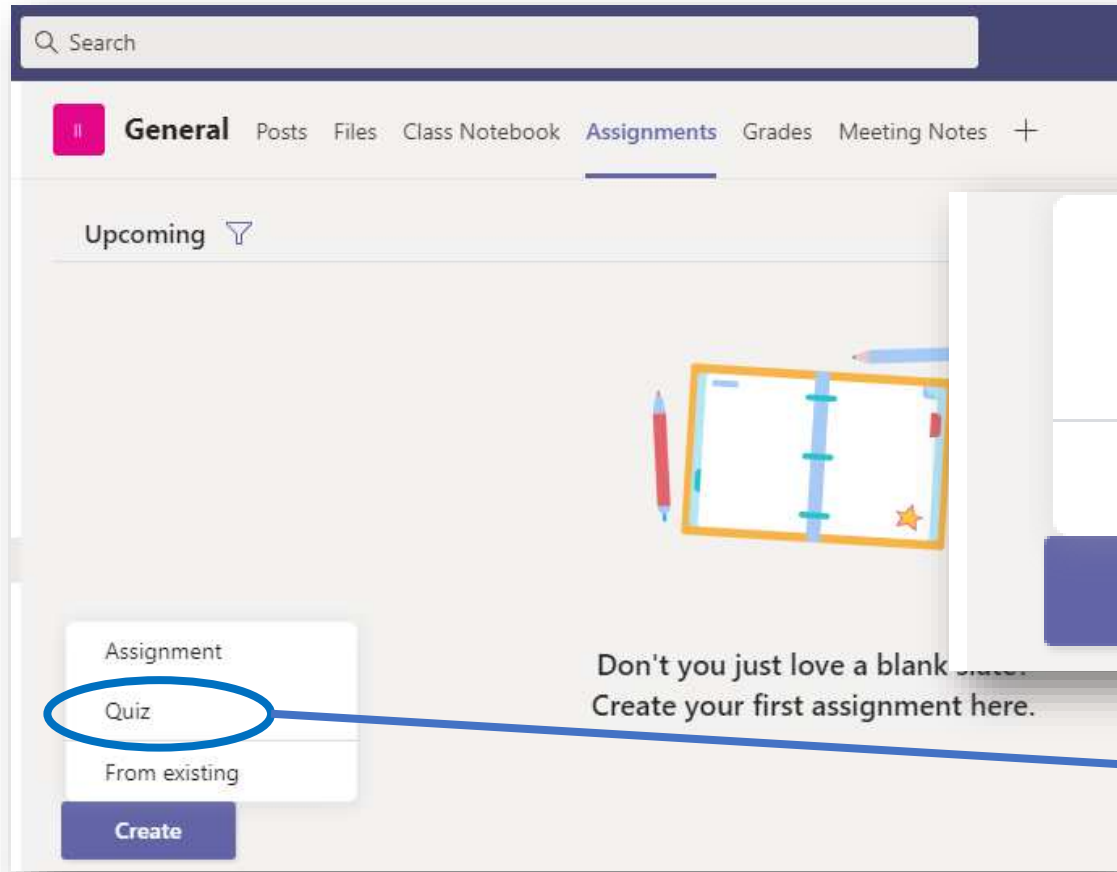 Search
General Posts Files Class Notebook Assignments Grades Meeting Notes +
Upcoming
Don't you just love a blank
Create your first assignment here.
Assignment
Quiz
From existing
Create